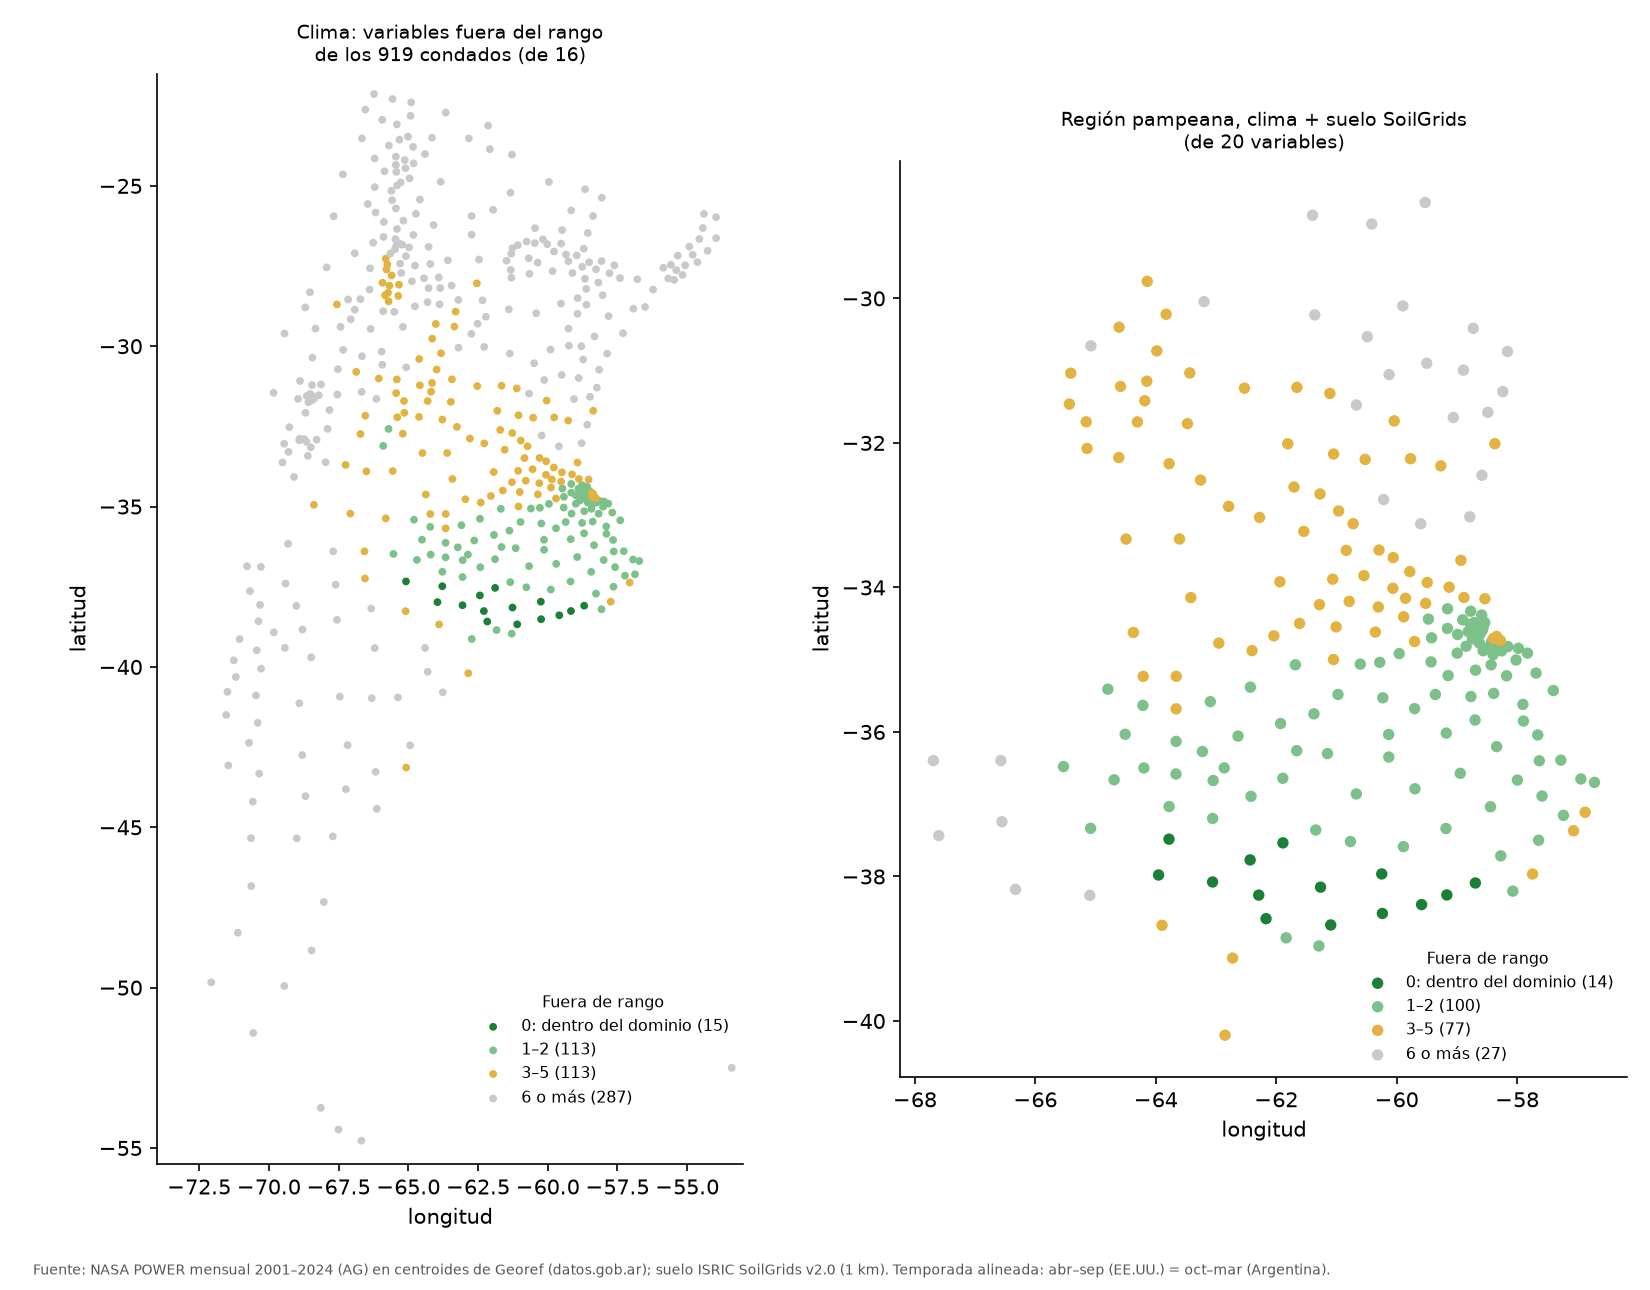 Clima: variables fuera del rango
de los 919 condados (de 16)
−25
−30
−35
−40
−45
−50
−55
latitud
Fuera de rango
0: dentro del dominio (15)
1–2 (113)
3–5 (113)
6 o más (287)
−72.5
−70.0
−67.5
−65.0
−62.5
−60.0
−57.5
−55.0
longitud
Región pampeana, clima + suelo SoilGrids
(de 20 variables)
−30
−32
−34
−36
−38
−40
latitud
Fuera de rango
0: dentro del dominio (14)
1–2 (100)
3–5 (77)
6 o más (27)
−68
−66
−64
−62
−60
−58
longitud
Fuente: NASA POWER mensual 2001–2024 (AG) en centroides de Georef (datos.gob.ar); suelo ISRIC SoilGrids v2.0 (1 km). Temporada alineada: abr–sep (EE.UU.) = oct–mar (Argentina).